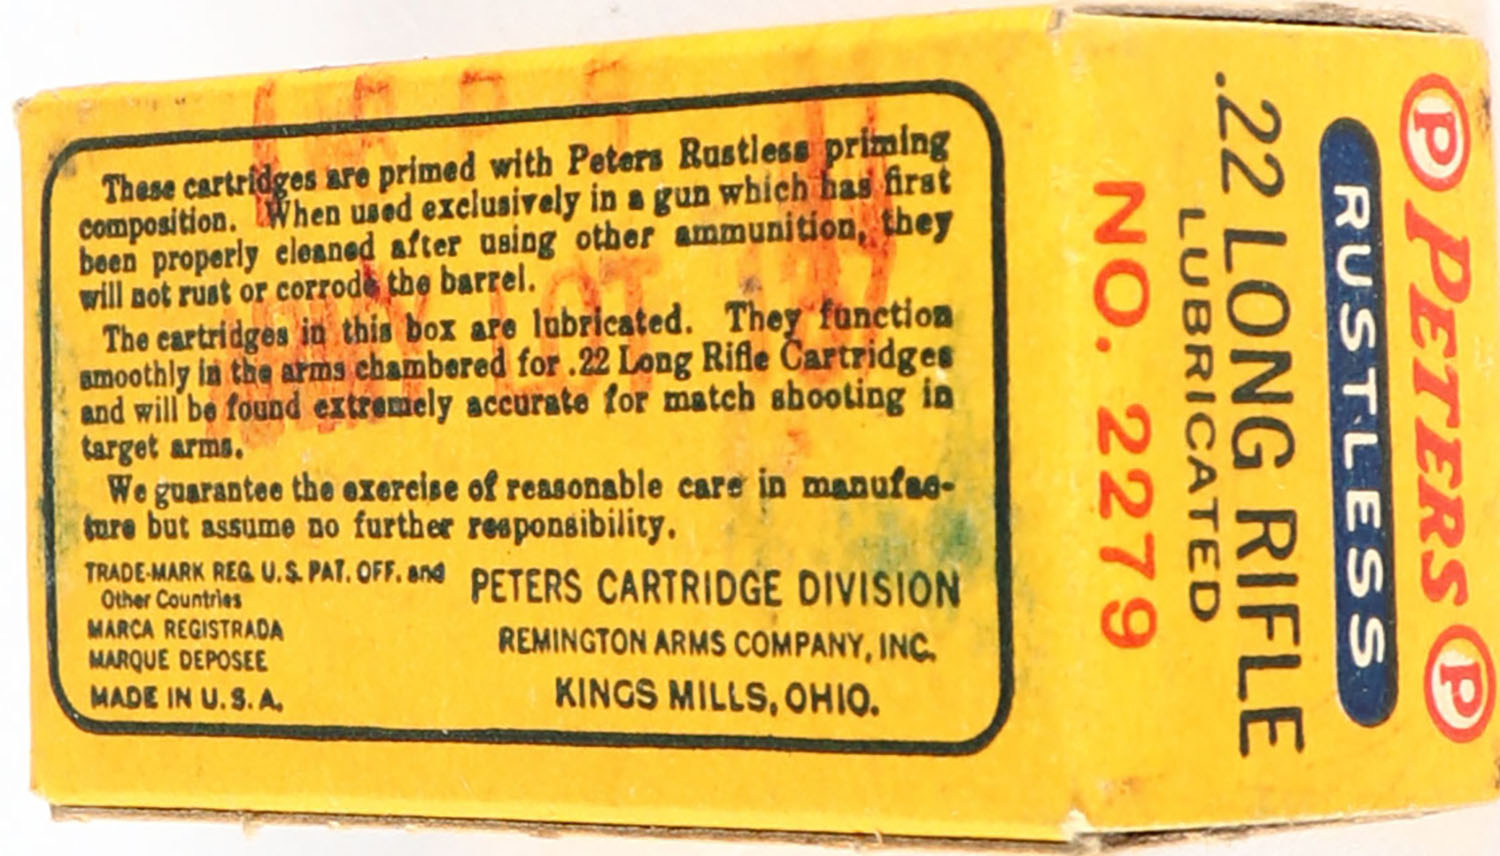 These cartridges are primed with Peters Rustless priming
composition. When used exclusively in a gun which has first
been properly cleaned after using other ammunition, they
will not rust or corrode the barrel.
The cartridges in this box are lubricated. They function
smoothly in the arms chambered for .22 Long Rifle Cartridges
and will be found extremely accurate for match shooting in
target arms.
We guarantee the exercise of reasonable care in manufac-
ture but assume no further responsibility.
TRADE-MARK REG. U.S. PAT. OFF. and
Other Countries
MARCA REGISTRADA
MARQUE DEPOSEE
MADE IN U.S.A.
PETERS CARTRIDGE DIVISION
REMINGTON ARMS COMPANY, INC.
KINGS MILLS, OHIO.
P PETERS P
RUSTLESS
.22 LONG RIFLE
LUBRICATED
NO. 2279
LOT